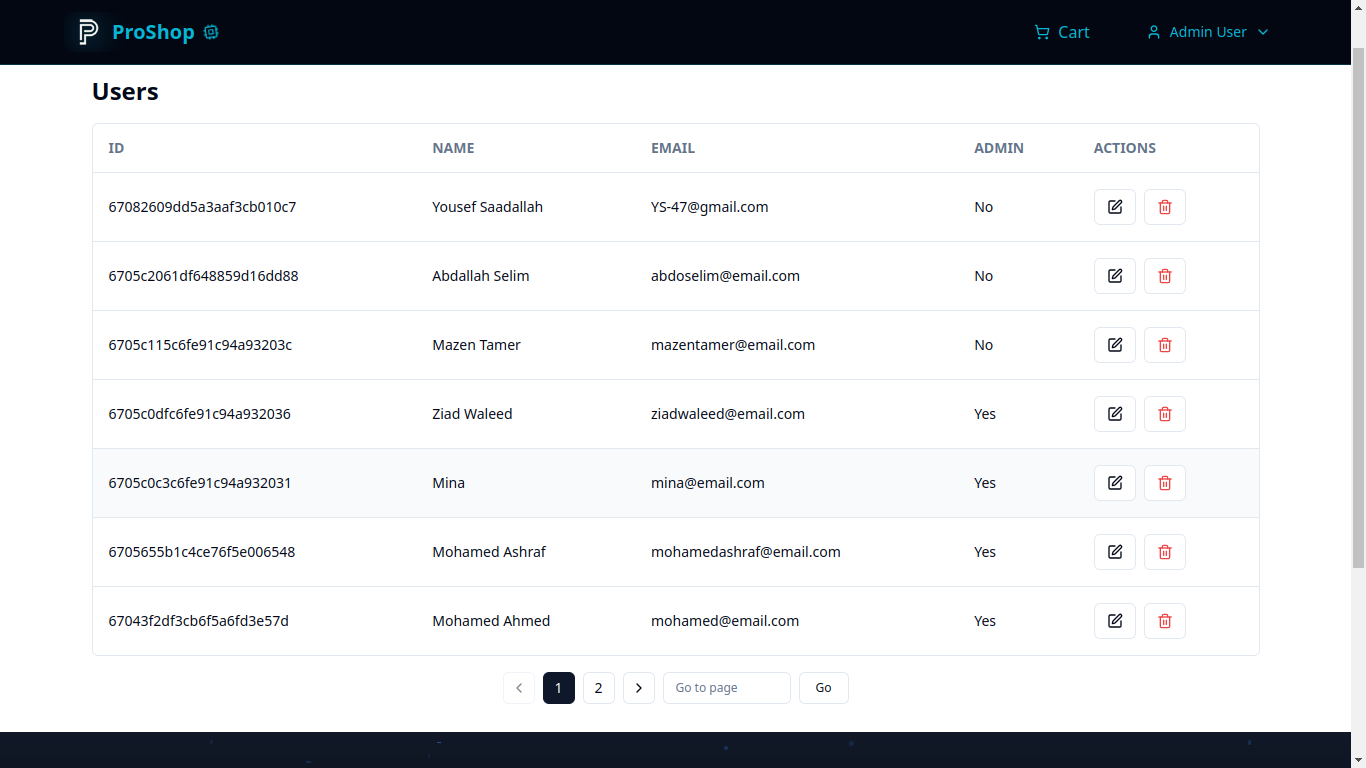 ProShop
Cart
Admin User
Users
ID NAME EMAIL ADMIN ACTIONS
67082609dd5a3aaf3cb010c7 Yousef Saadallah YS-47@gmail.com No
6705c2061df648859d16dd88 Abdallah Selim abdoselim@email.com No
6705c115c6fe91c94a93203c Mazen Tamer mazentamer@email.com No
6705c0dfc6fe91c94a932036 Ziad Waleed ziadwaleed@email.com Yes
6705c0c3c6fe91c94a932031 Mina mina@email.com Yes
6705655b1c4ce76f5e006548 Mohamed Ashraf mohamedashraf@email.com Yes
67043f2df3cb6f5a6fd3e57d Mohamed Ahmed mohamed@email.com Yes
1 2 Go to page Go